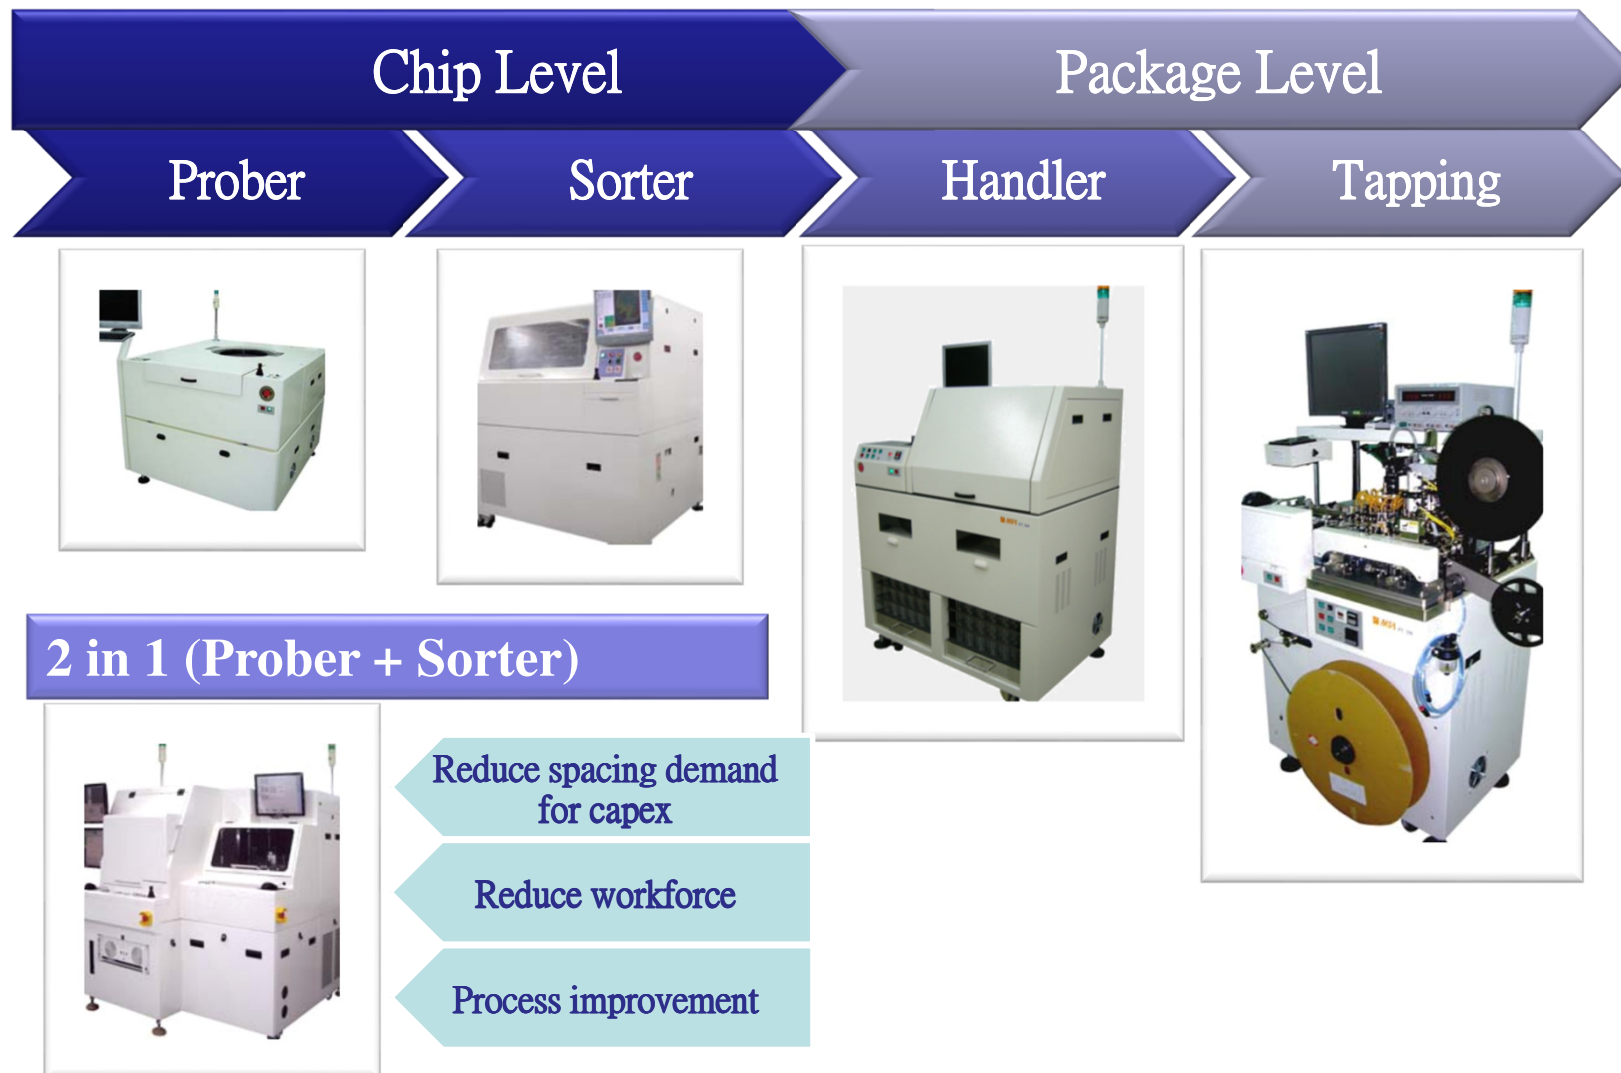 Chip Level
Package Level
Prober
Sorter
Handler
Tapping
2 in 1 (Prober + Sorter)
Reduce spacing demand
for capex
Reduce workforce
Process improvement